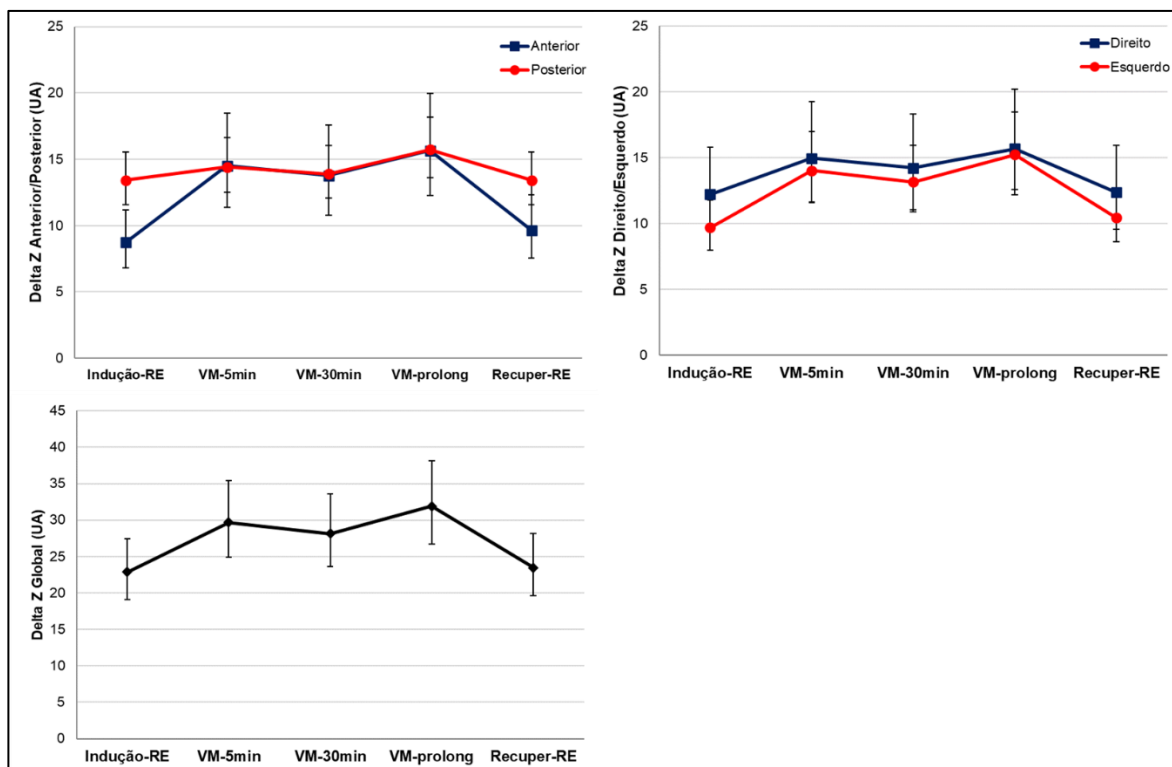 Delta Z Anterior/Posterior (UA)
25
20
15
10
5
0
Anterior
Posterior
Indução-RE VM-5min VM-30min VM-prolong Recuper-RE
Delta Z Direito/Esquerdo (UA)
25
20
15
10
5
0
Direito
Esquerdo
Indução-RE VM-5min VM-30min VM-prolong Recuper-RE
Delta Z Global (UA)
45
40
35
30
25
20
15
10
5
0
Indução-RE VM-5min VM-30min VM-prolong Recuper-RE